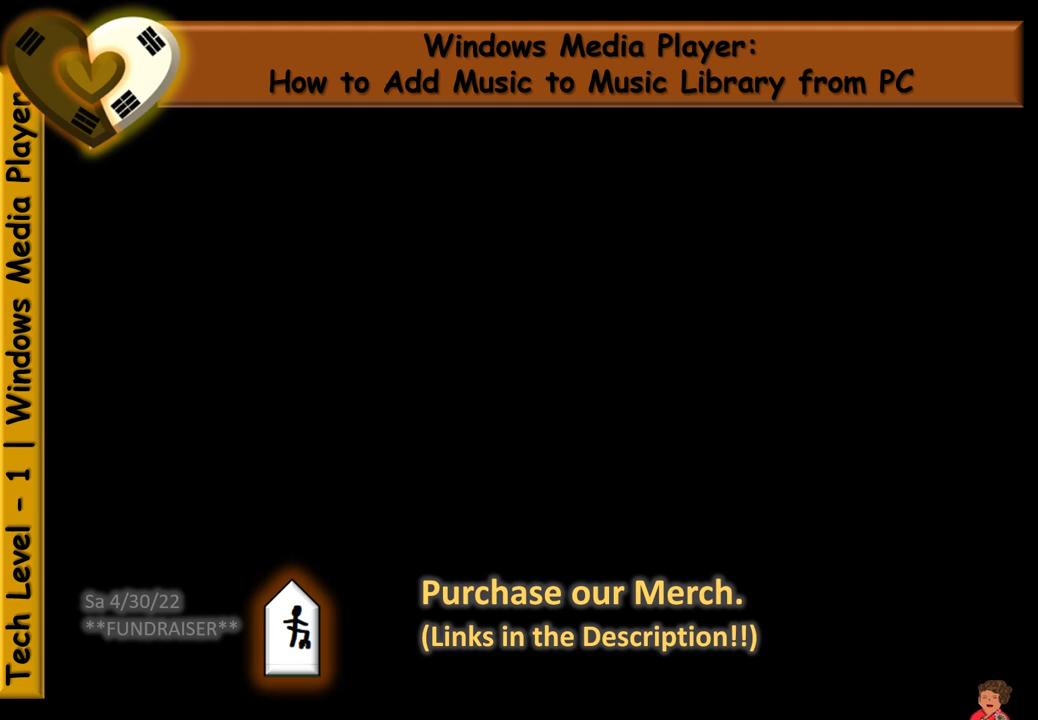 Windows Media Player:
How to Add Music to Music Library from PC
Tech Level – 1 | Windows Media Player
Sa 4/30/22
**FUNDRAISER**
Purchase our Merch.
(Links in the Description!!)